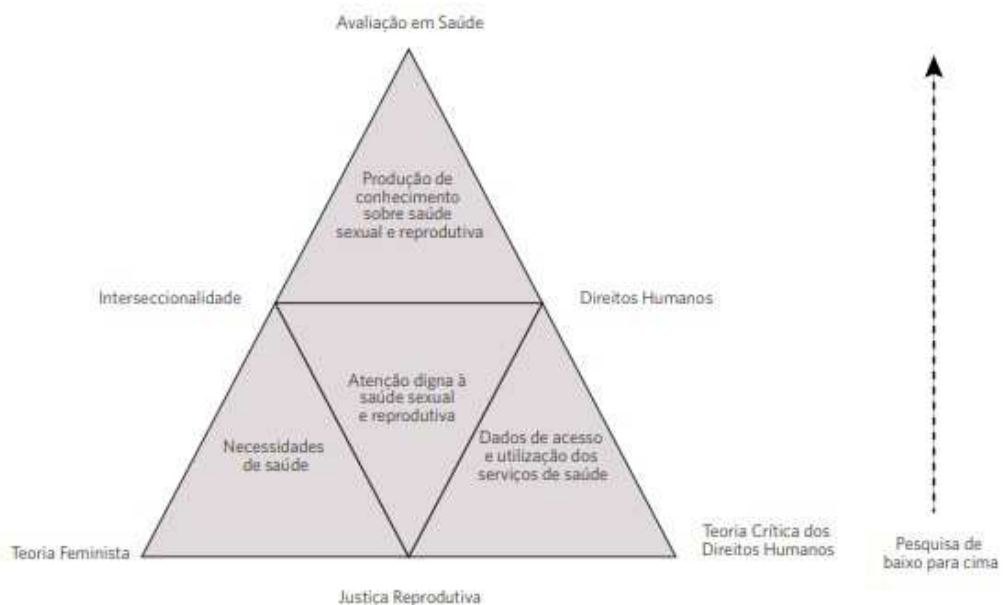 Avaliação em Saúde
Produção de
conhecimento
sobre saúde
sexual e reprodutiva
Interseccionalidade
Direitos Humanos
Atenção digna à
saúde sexual
e reprodutiva
Necessidades
de saúde
Dados de acesso
e utilização dos
serviços de saúde
Teoria Feminista
Teoria Crítica dos
Direitos Humanos
Justiça Reprodutiva
Pesquisa de
baixo para cima